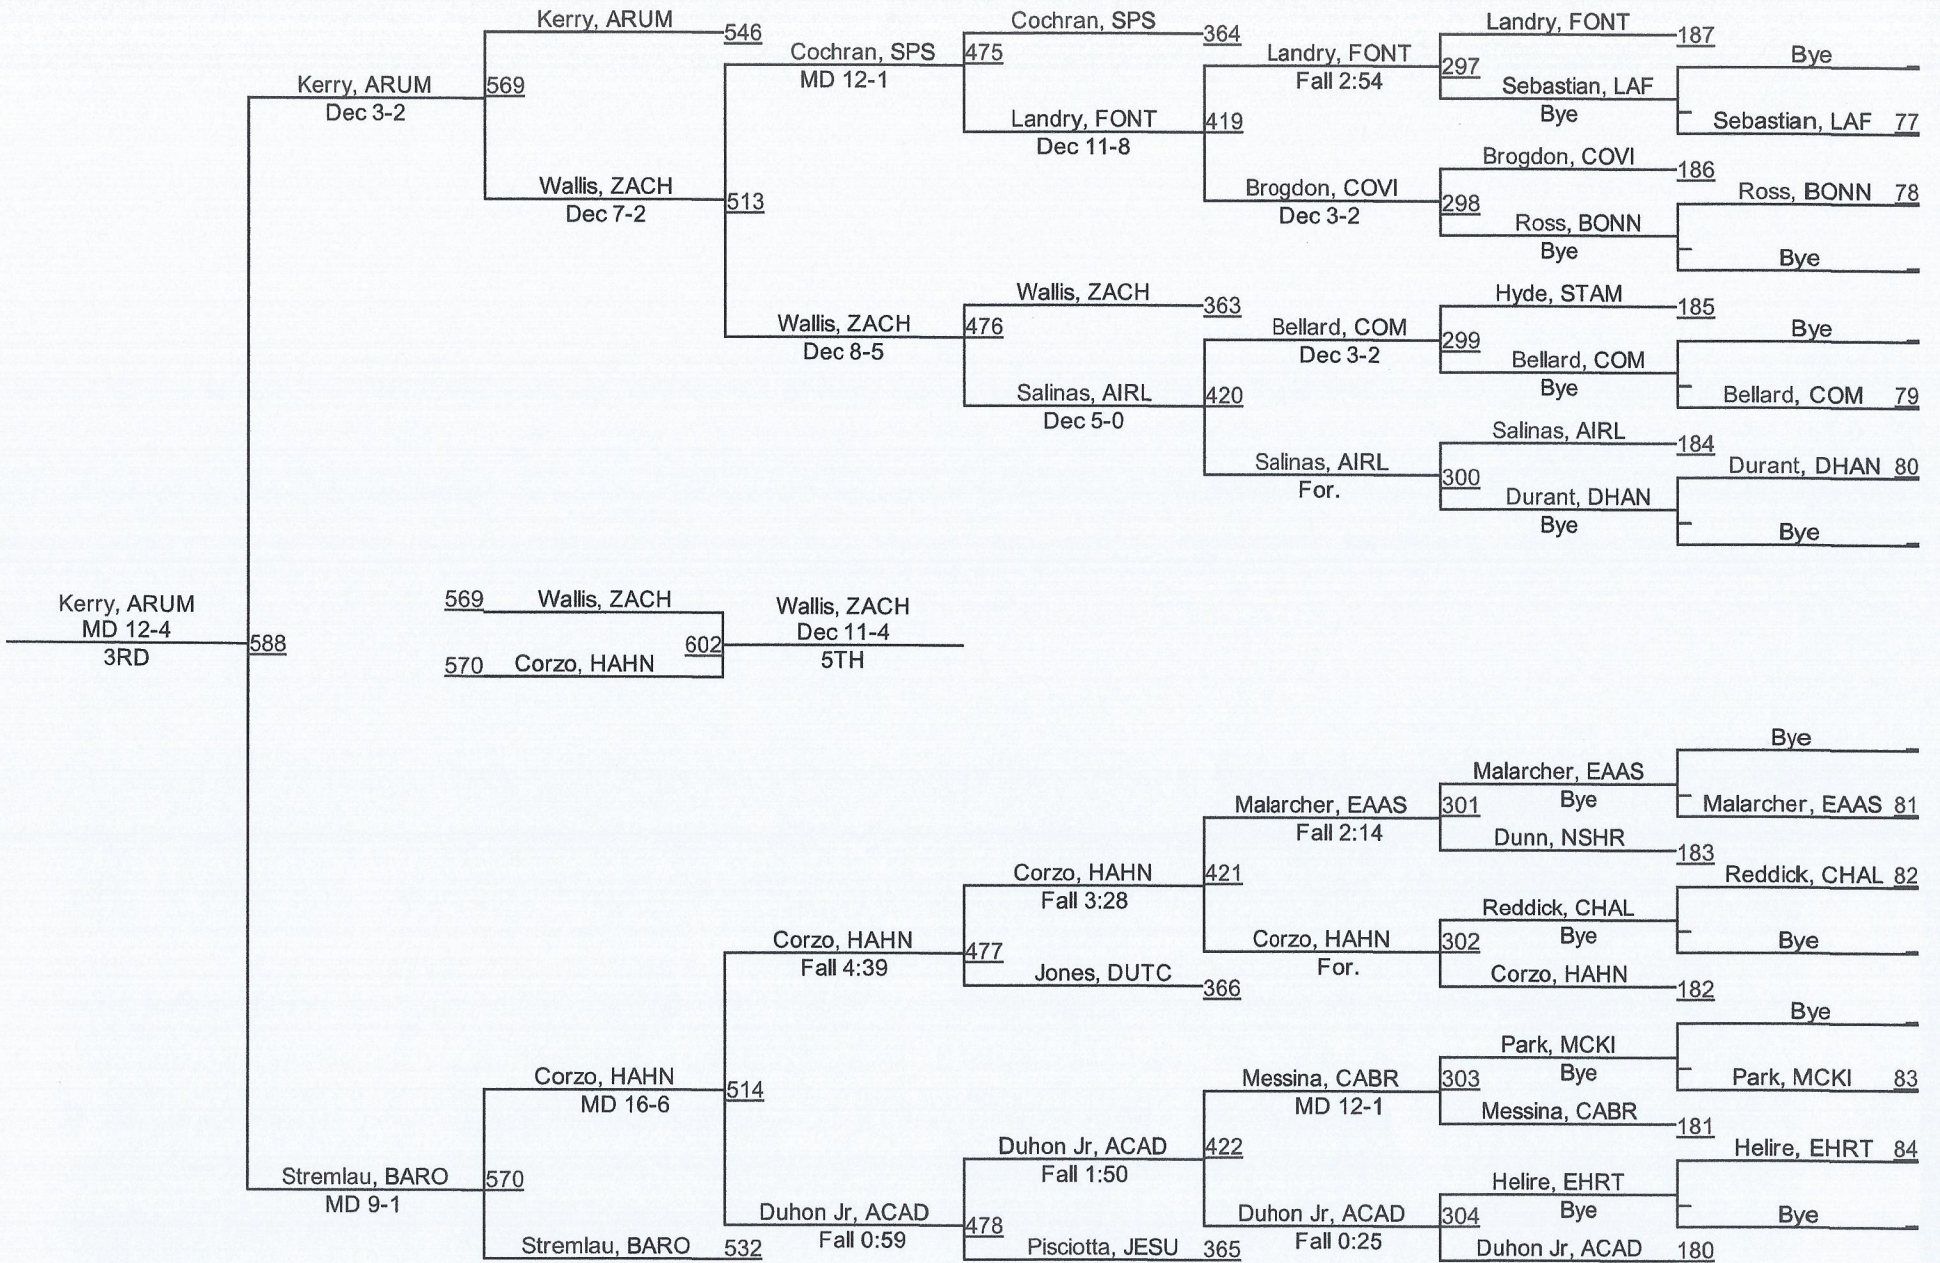 Kerry, ARUM
546
Cochran, SPS
364
Landry, FONT
187
Bye
Kerry, ARUM
Dec 3-2
569
Cochran, SPS
MD 12-1
475
Landry, FONT
Fall 2:54
297
Sebastian, LAF
Bye
Sebastian, LAF 77
Landry, FONT
Dec 11-8
419
Brogdon, COVI
186
Ross, BONN 78
Wallis, ZACH
Dec 7-2
513
Brogdon, COVI
Dec 3-2
298
Ross, BONN
Bye
Bye
Wallis, ZACH
363
Hyde, STAM
185
Bye
Wallis, ZACH
Dec 8-5
476
Bellard, COM
Dec 3-2
299
Bellard, COM
Bye
Bellard, COM 79
Salinas, AIRL
Dec 5-0
420
Salinas, AIRL
184
Durant, DHAN 80
Salinas, AIRL
For.
300
Durant, DHAN
Bye
Bye
Kerry, ARUM
MD 12-4
3RD
588
569 Wallis, ZACH
570 Corzo, HAHN
602
Wallis, ZACH
Dec 11-4
5TH
Bye
Malarcher, EAAS
Bye
Malarcher, EAAS 81
Malarcher, EAAS
Fall 2:14
301
Dunn, NSHR
183
Reddick, CHAL 82
Corzo, HAHN
Fall 3:28
421
Reddick, CHAL
Bye
Bye
Corzo, HAHN
Fall 4:39
477
Corzo, HAHN
For.
302
Jones, DUTC
366
Corzo, HAHN
182
Bye
Park, MCKI
Bye
Park, MCKI 83
Corzo, HAHN
MD 16-6
514
Messina, CABR
MD 12-1
303
Messina, CABR
181
Helire, EHRT 84
Duhon Jr, ACAD
Fall 1:50
422
Stremlau, BARO
MD 9-1
570
Helire, EHRT
Bye
Bye
Duhon Jr, ACAD
Fall 0:59
478
Duhon Jr, ACAD
Fall 0:25
304
Stremlau, BARO 532
Pisciotta, JESU 365
Duhon Jr, ACAD 180